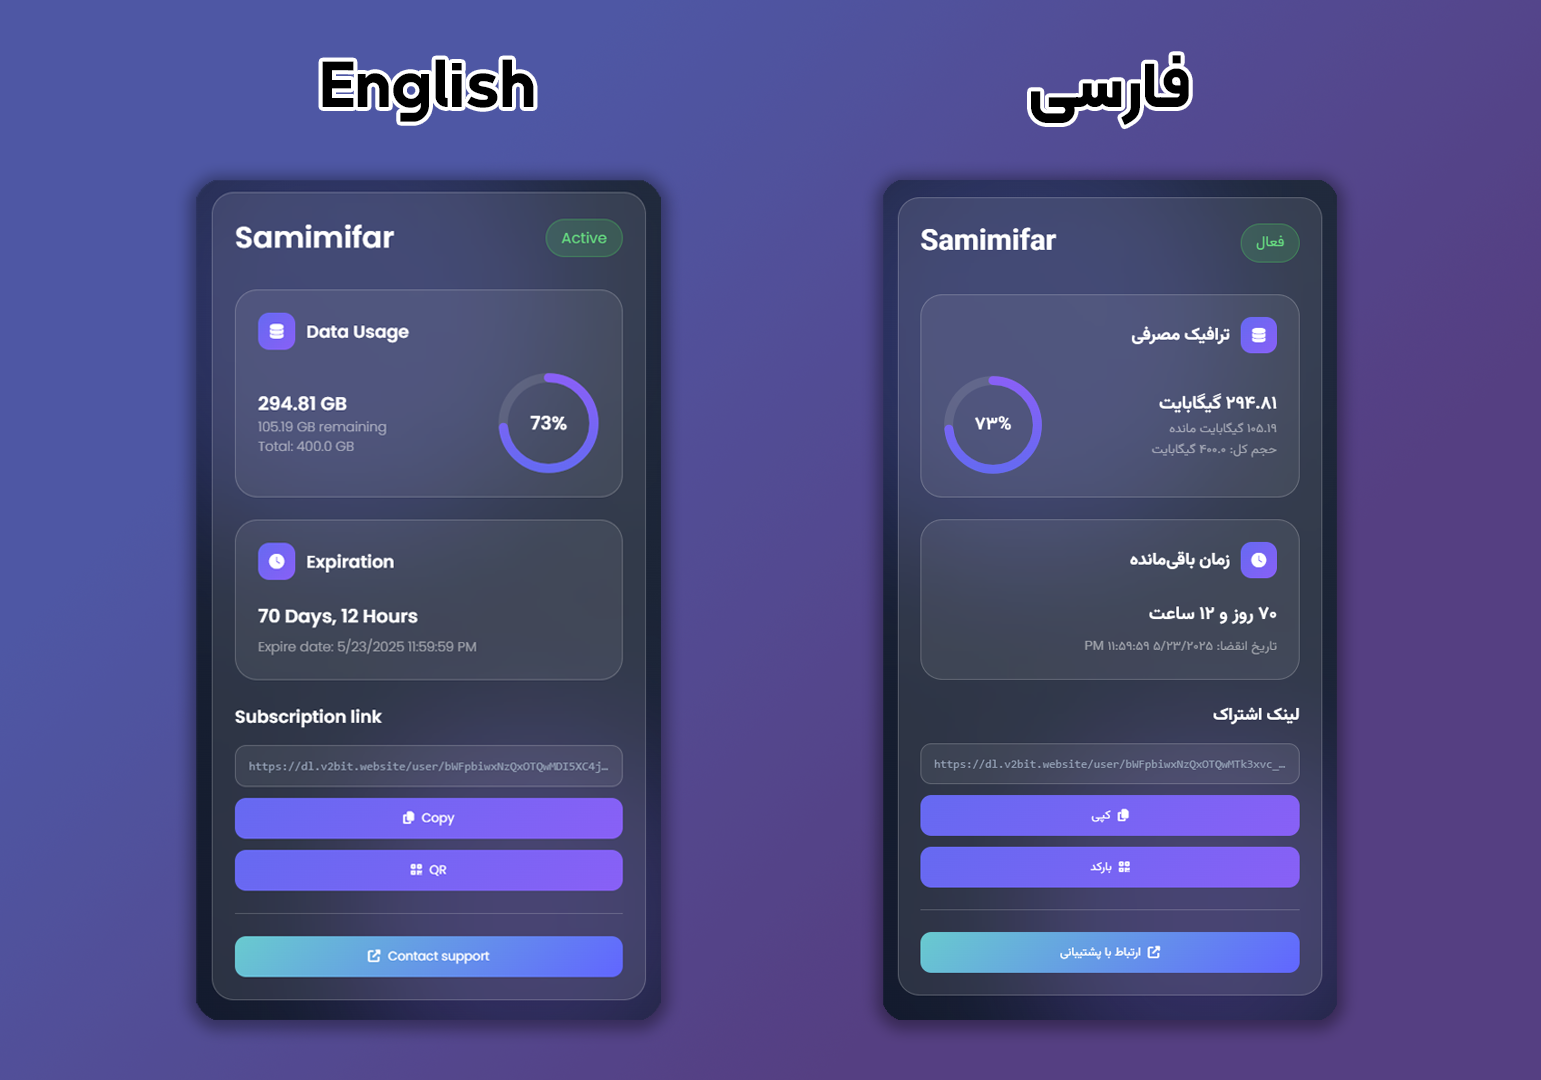 English
Samimifar
Active
Data Usage
294.81 GB
105.19 GB remaining
Total: 400.0 GB
73%
Expiration
70 Days, 12 Hours
Expire date: 5/23/2025 11:59:59 PM
Subscription link
https://dl.v2bit.website/user/bWFpbiwxNzQxOTQwMDI5XC4j…
Copy
QR
Contact support
فارسی
Samimifar
فعال
ترافیک مصرفی
۲۹۴.۸۱ گیگابایت
۱۰۵.۱۹ گیگابایت مانده
حجم کل: ۴۰۰.۰ گیگابایت
۷۳%
زمان باقی‌مانده
۷۰ روز و ۱۲ ساعت
تاریخ انقضا: ۵/۲۳/۲۰۲۵ ۱۱:۵۹:۵۹ PM
لینک اشتراک
https://dl.v2bit.website/user/bWFpbiwxNzQxOTQwMTk3xvc_…
کپی
بارکد
ارتباط با پشتیبانی